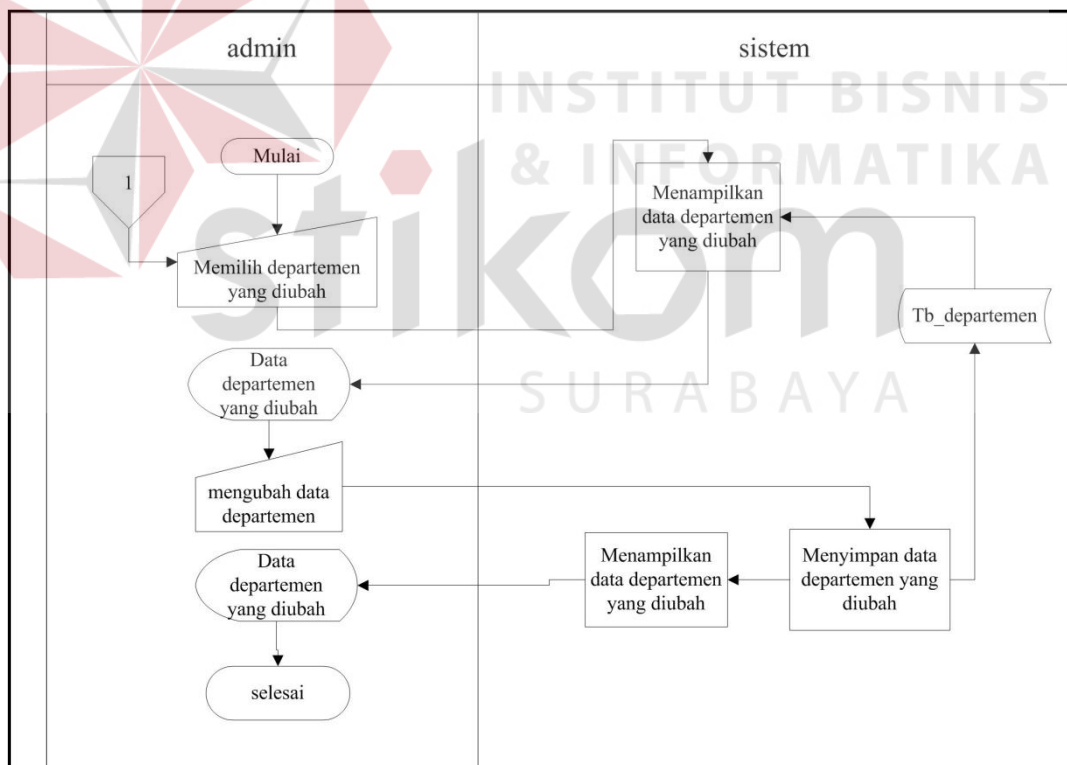 admin
sistem
INSTITUT BISNIS
& INFORMATIKA
stikom
SURABAYA
Mulai
1
Memilih departemen
yang diubah
Menampilkan
data departemen
yang diubah
Tb_departemen
Data
departemen
yang diubah
mengubah data
departemen
Menyimpan data
departemen yang
diubah
Menampilkan
data departemen
yang diubah
Data
departemen
yang diubah
selesai